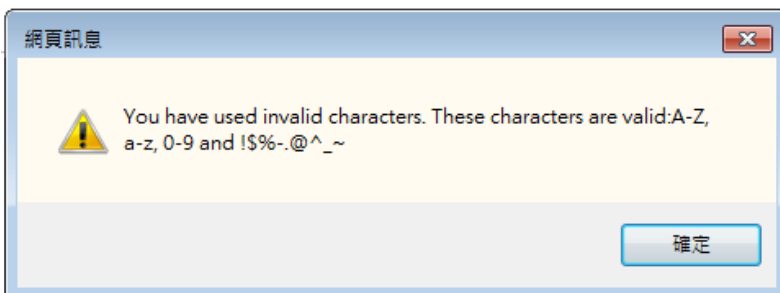 網頁訊息
You have used invalid characters. These characters are valid:A-Z,
a-z, 0-9 and !$%-.@^_~
確定